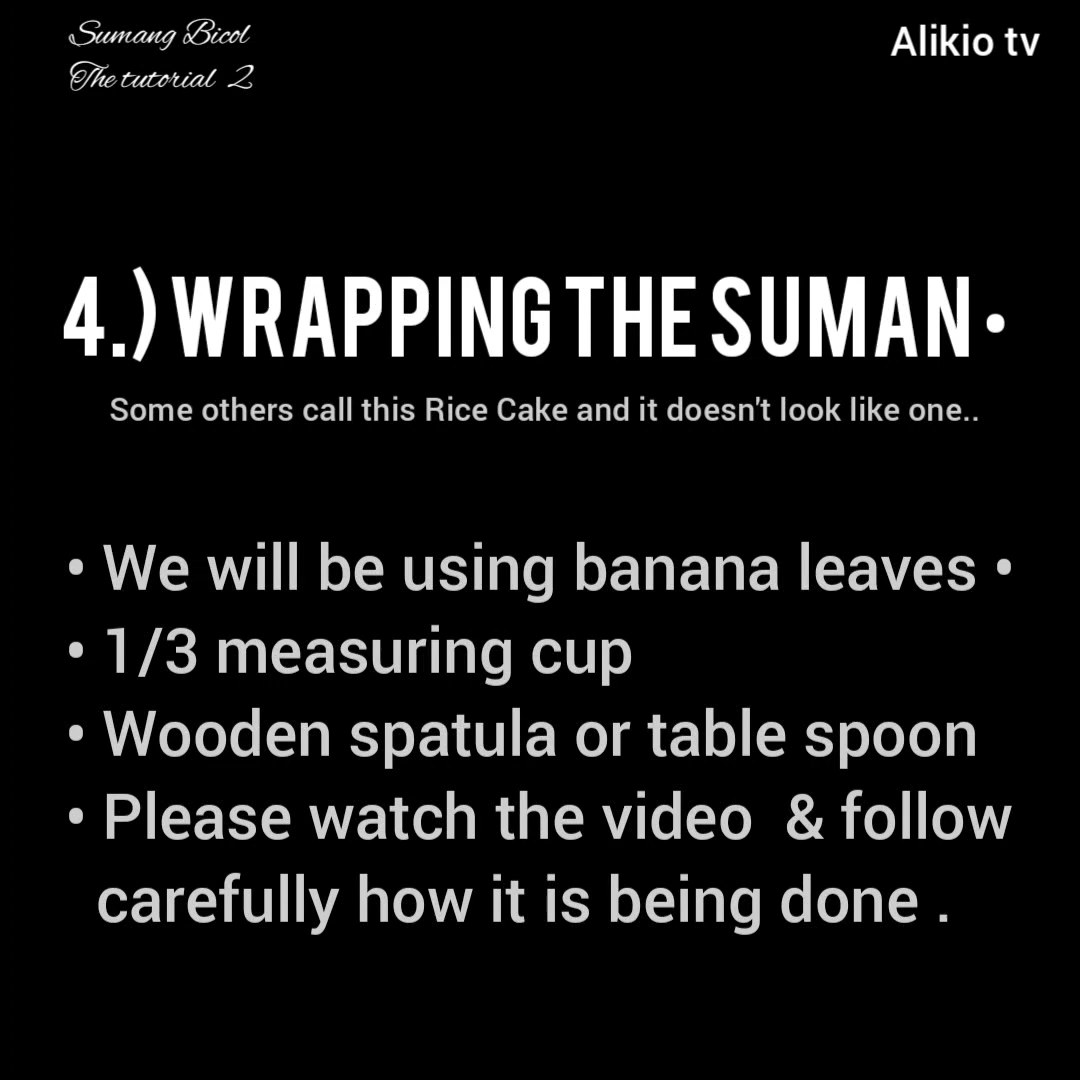 Sumang Bicol
The tutorial 2
Alikio tv
4.) WRAPPING THE SUMAN •
Some others call this Rice Cake and it doesn't look like one..
• We will be using banana leaves •
• 1/3 measuring cup
• Wooden spatula or table spoon
• Please watch the video & follow
carefully how it is being done .